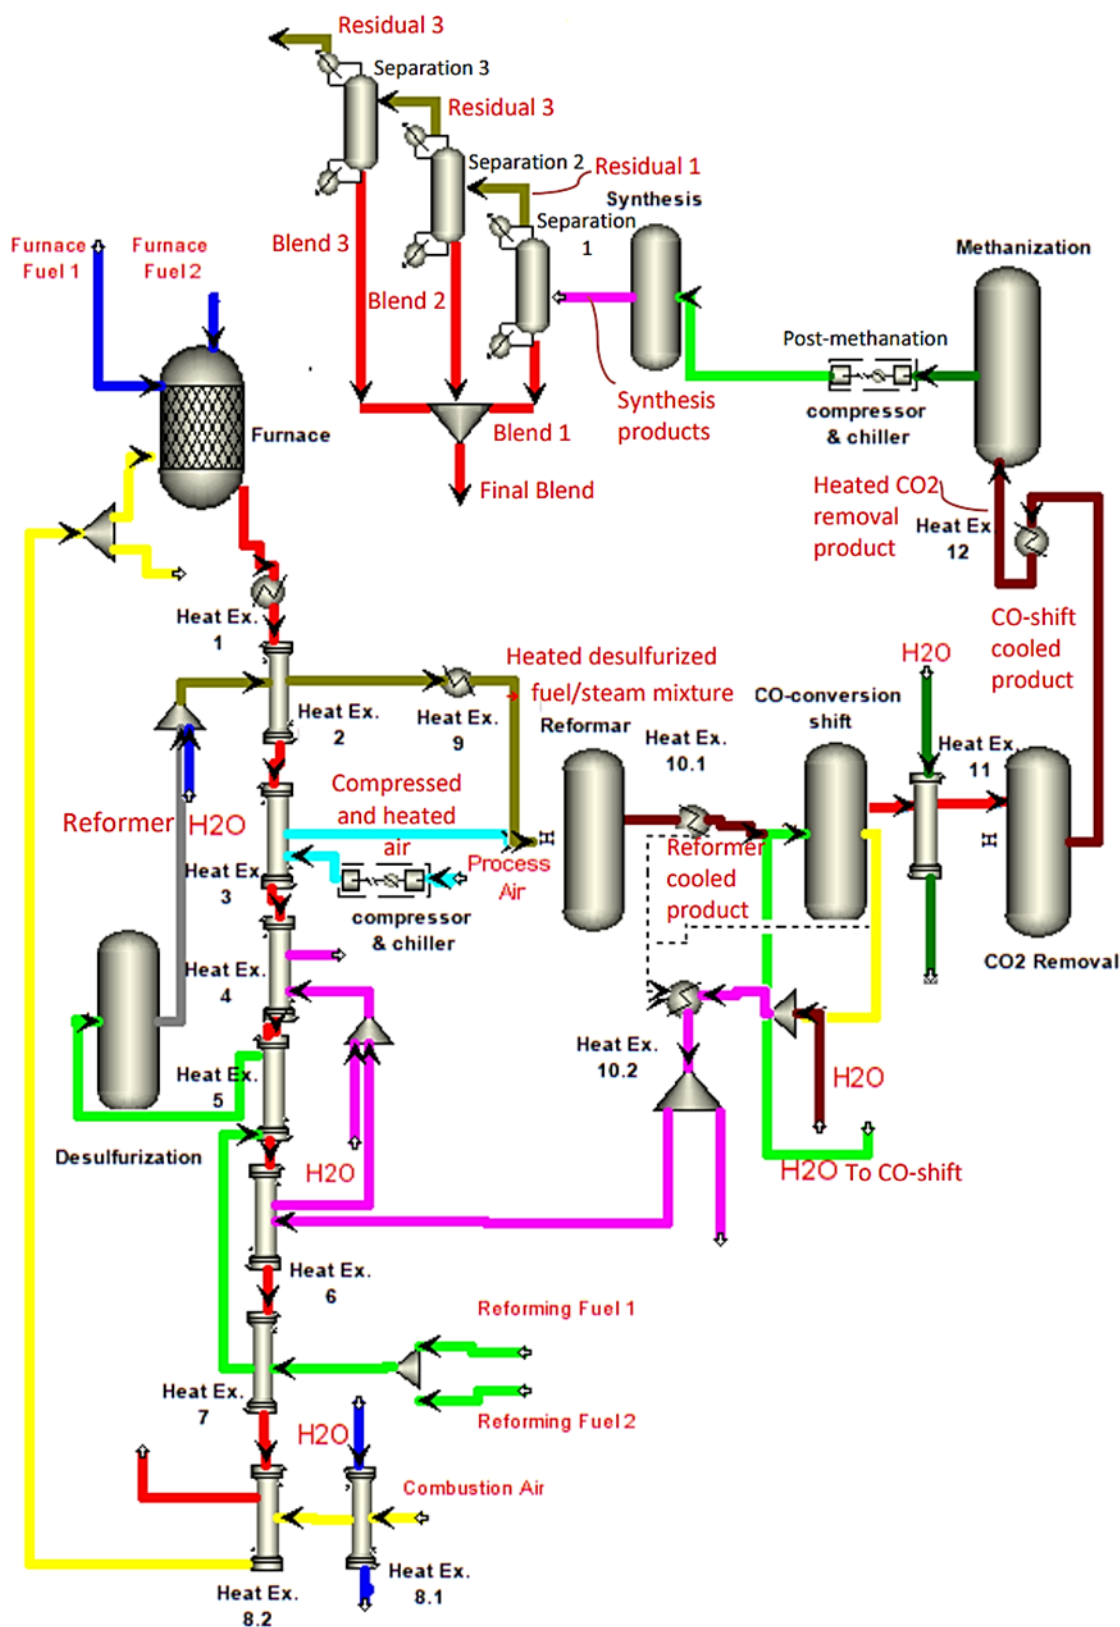 Residual 3
Separation 3
Residual 3
Separation 2
Residual 1
Synthesis
Separation
1
Furnace
Fuel 1
Furnace
Fuel 2
Blend 3
Blend 2
Methanization
Post-methanation
compressor
& chiller
Synthesis
products
Blend 1
Furnace
Final Blend
Heated CO2
removal
product
Heat Ex.
12
Heat Ex.
1
CO-shift
cooled
product
H2O
Heated desulfurized
fuel/steam mixture
Heat Ex.
2
Heat Ex.
9
Reformar
Heat Ex.
10.1
CO-conversion
shift
Heat Ex.
11
Compressed
and heated
air
Reformer
H2O
Process
Air
H
Reformer
cooled
product
H
Heat Ex.
3
compressor
& chiller
CO2 Removal
Heat Ex.
4
Heat Ex.
5
Heat Ex.
10.2
H2O
Desulfurization
H2O
H2O To CO-shift
Heat Ex.
6
Reforming Fuel 1
Heat Ex.
7
Reforming Fuel 2
H2O
Combustion Air
Heat Ex.
8.2
Heat Ex.
8.1